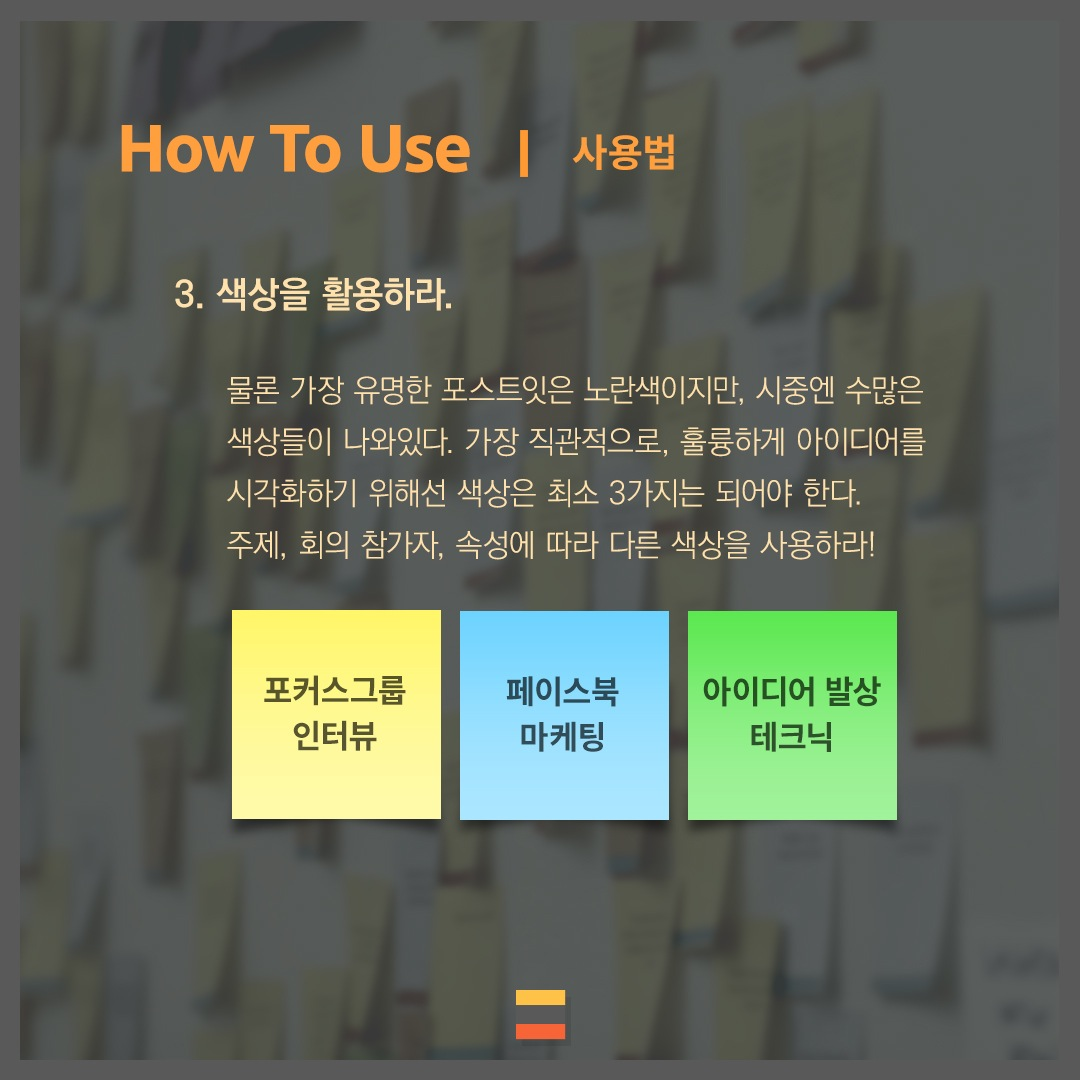 How To Use | 사용법
3. 색상을 활용하라.
물론 가장 유명한 포스트잇은 노란색이지만, 시중엔 수많은
색상들이 나와있다. 가장 직관적으로, 훌륭하게 아이디어를
시각화하기 위해선 색상은 최소 3가지는 되어야 한다.
주제, 회의 참가자, 속성에 따라 다른 색상을 사용하라!
포커스그룹
인터뷰
페이스북
마케팅
아이디어 발상
테크닉